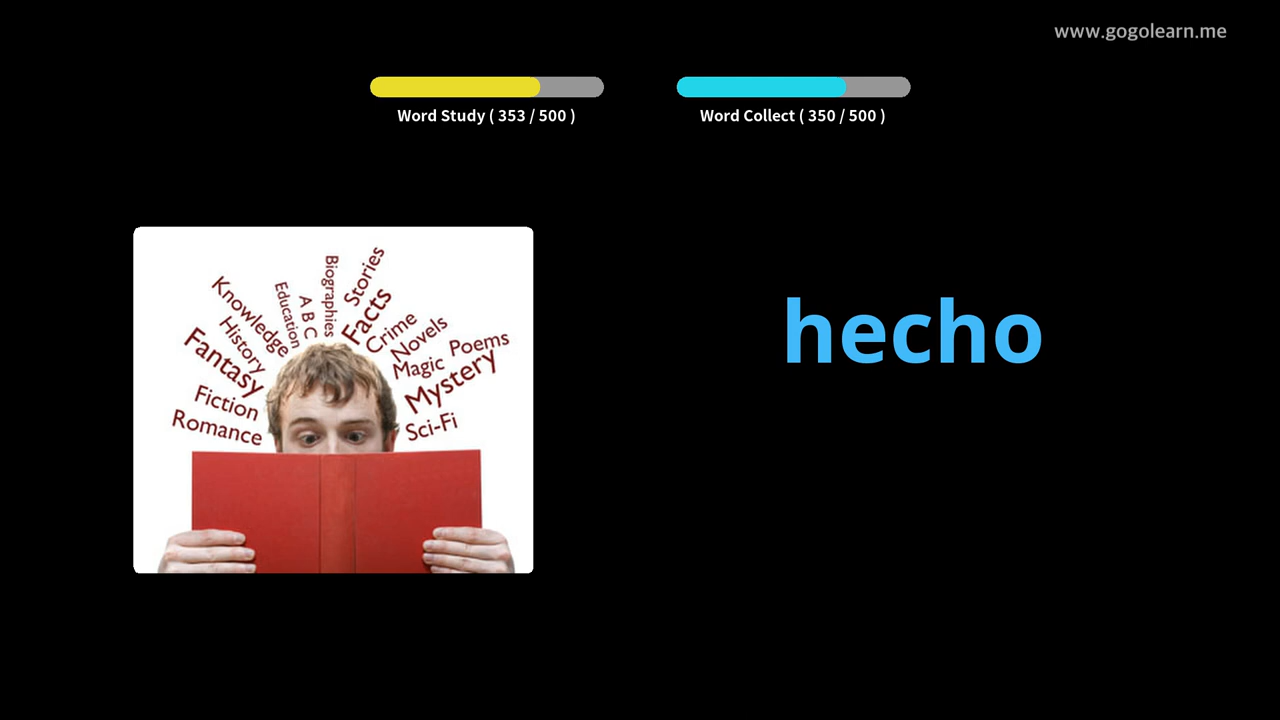 www.gogolearn.me
Word Study ( 353 / 500 )
Word Collect ( 350 / 500 )
Biographies
Stories
Education
A B C
Facts
Knowledge
Crime
History
Novels
Fantasy
Magic
Poems
Mystery
Fiction
Romance
Sci-Fi
hecho